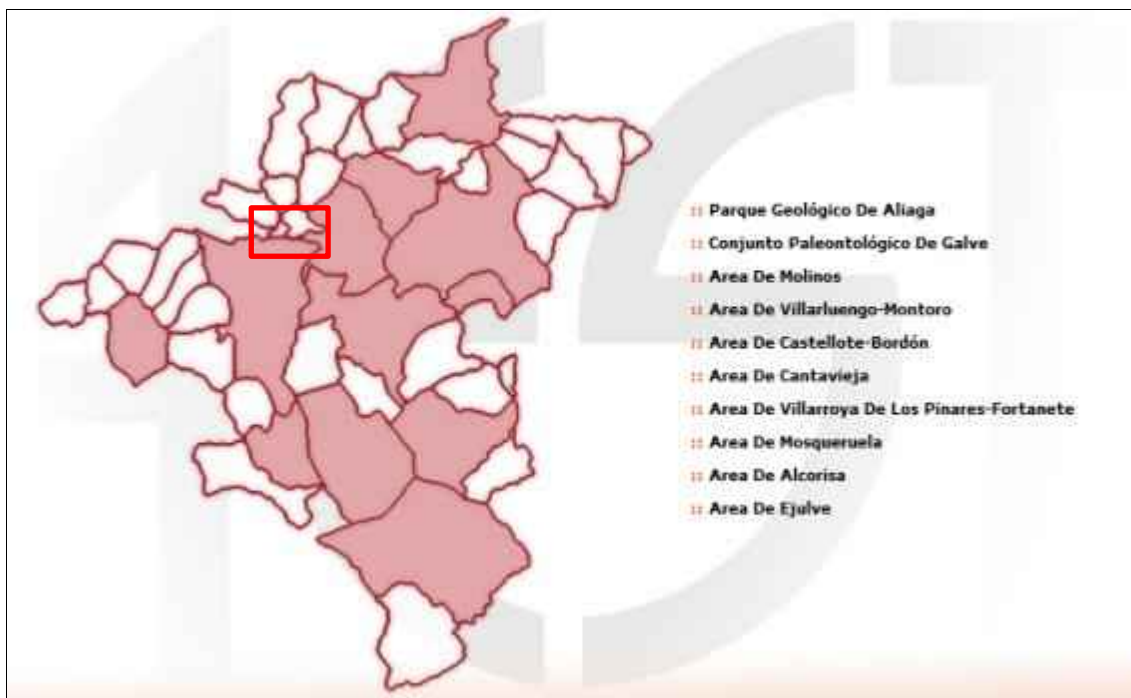 :: Parque Geológico De Aliaga
:: Conjunto Paleontológico De Galve
:: Area De Molinos
:: Area De Villarluengo-Montoro
:: Area De Castellote-Bordón
:: Area De Cantavieja
:: Area De Villarroya De Los Pinares-Fortanete
:: Area De Mosqueruela
:: Area De Alcorisa
:: Area De Ejulve